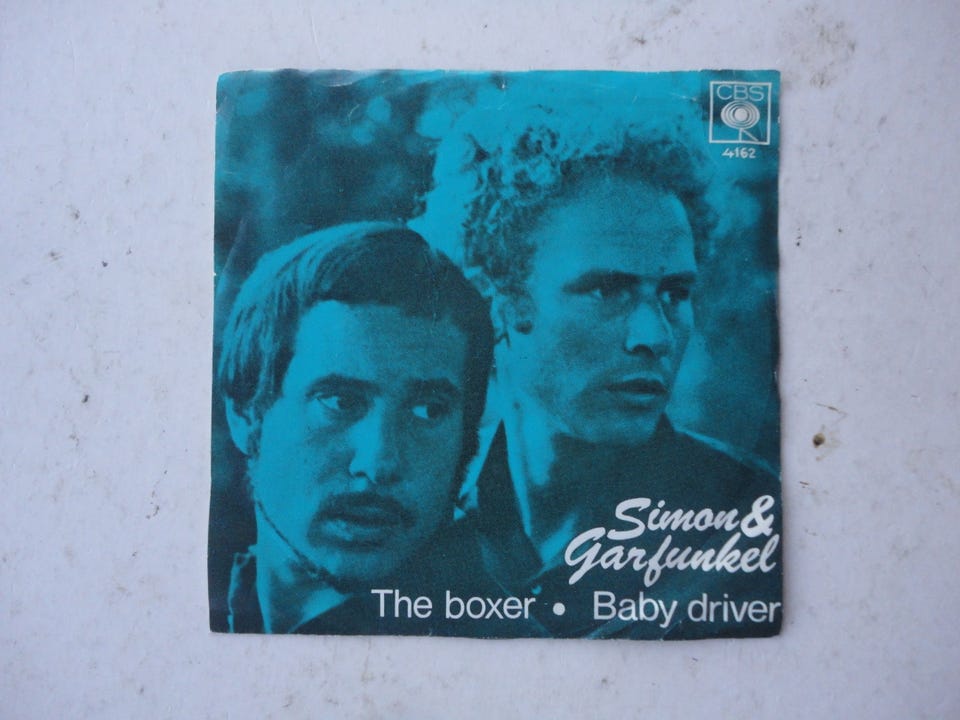 CBS
4162
Simon &
Garfunkel
The boxer • Baby driver